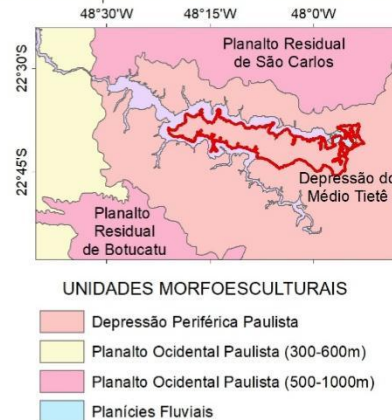 48°30'S
48°15'S
48°0'S
22°30'S
22°45'S
Planalto Residual
de São Carlos
Depressão do
Médio Tietê
Planalto
Residual
de Botucatu
UNIDADES MORFOESCULTURAIS
Depressão Periférica Paulista
Planalto Ocidental Paulista (300-600m)
Planalto Ocidental Paulista (500-1000m)
Planícies Fluviais